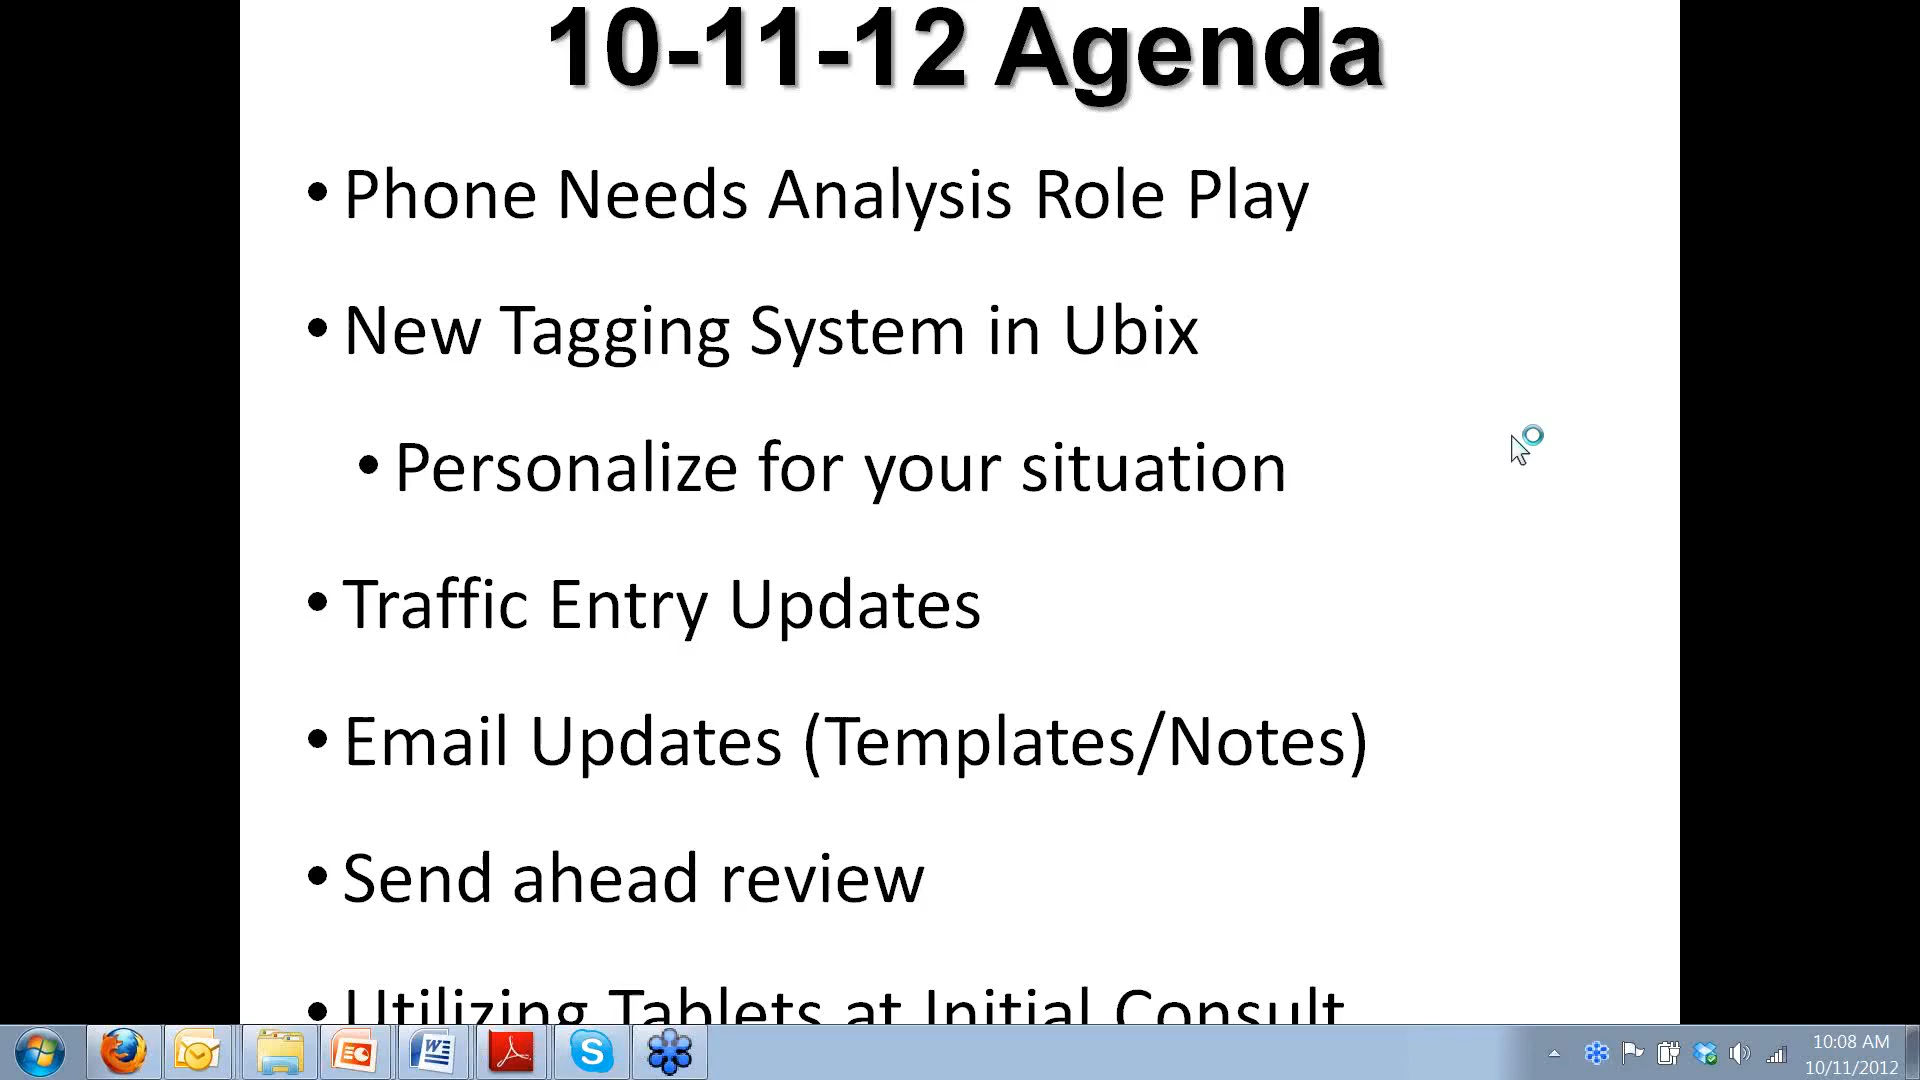 10-11-12 Agenda
• Phone Needs Analysis Role Play
• New Tagging System in Ubix
• Personalize for your situation
• Traffic Entry Updates
• Email Updates (Templates/Notes)
• Send ahead review
• Utilizing Tablets at Initial Consult
10:08 AM
10/11/2012